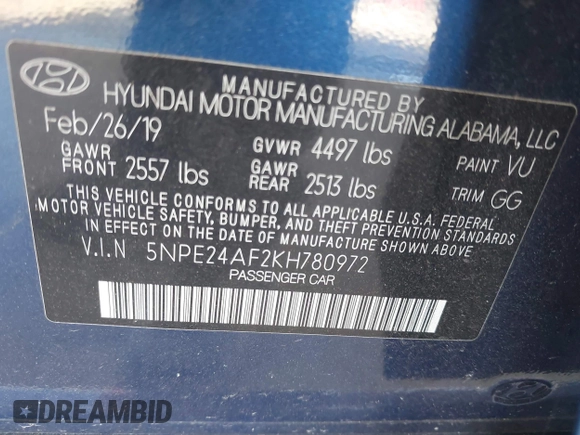 MANUFACTURED BY
HYUNDAI MOTOR MANUFACTURING ALABAMA, LLC
Feb/26/19
GVWR 4497 lbs
PAINT VU
GAWR FRONT 2557 lbs
GAWR REAR 2513 lbs
TRIM GG
THIS VEHICLE CONFORMS TO ALL APPLICABLE U.S.A. FEDERAL
MOTOR VEHICLE SAFETY, BUMPER, AND THEFT PREVENTION STANDARDS
IN EFFECT ON THE DATE OF MANUFACTURE SHOWN ABOVE.
V.I.N 5NPE24AF2KH780972
PASSENGER CAR
DREAMBID